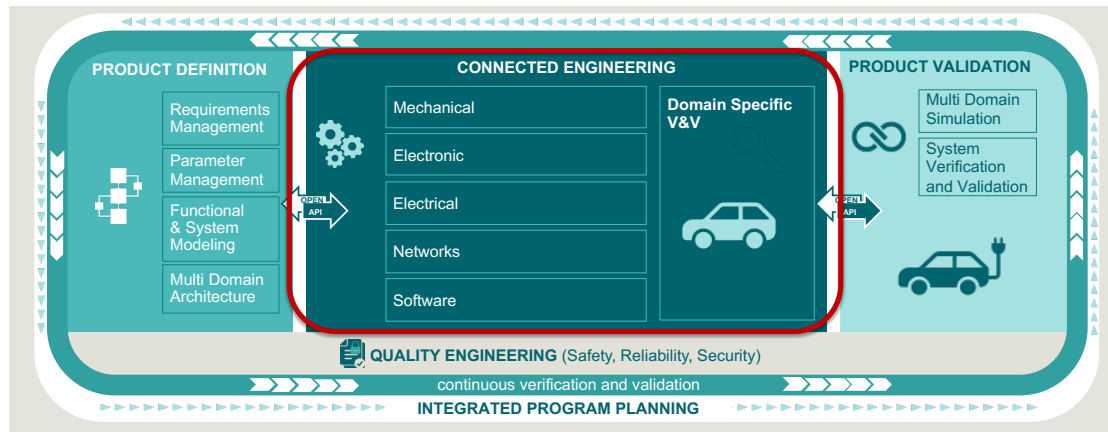 PRODUCT DEFINITION
Requirements
Management
Parameter
Management
Functional
& System
Modeling
Multi Domain
Architecture
OPEN
API
CONNECTED ENGINEERING
Mechanical
Electronic
Electrical
Networks
Software
Domain Specific
V&V
OPEN
API
PRODUCT VALIDATION
Multi Domain
Simulation
System
Verification
and Validation
QUALITY ENGINEERING (Safety, Reliability, Security)
continuous verification and validation
INTEGRATED PROGRAM PLANNING